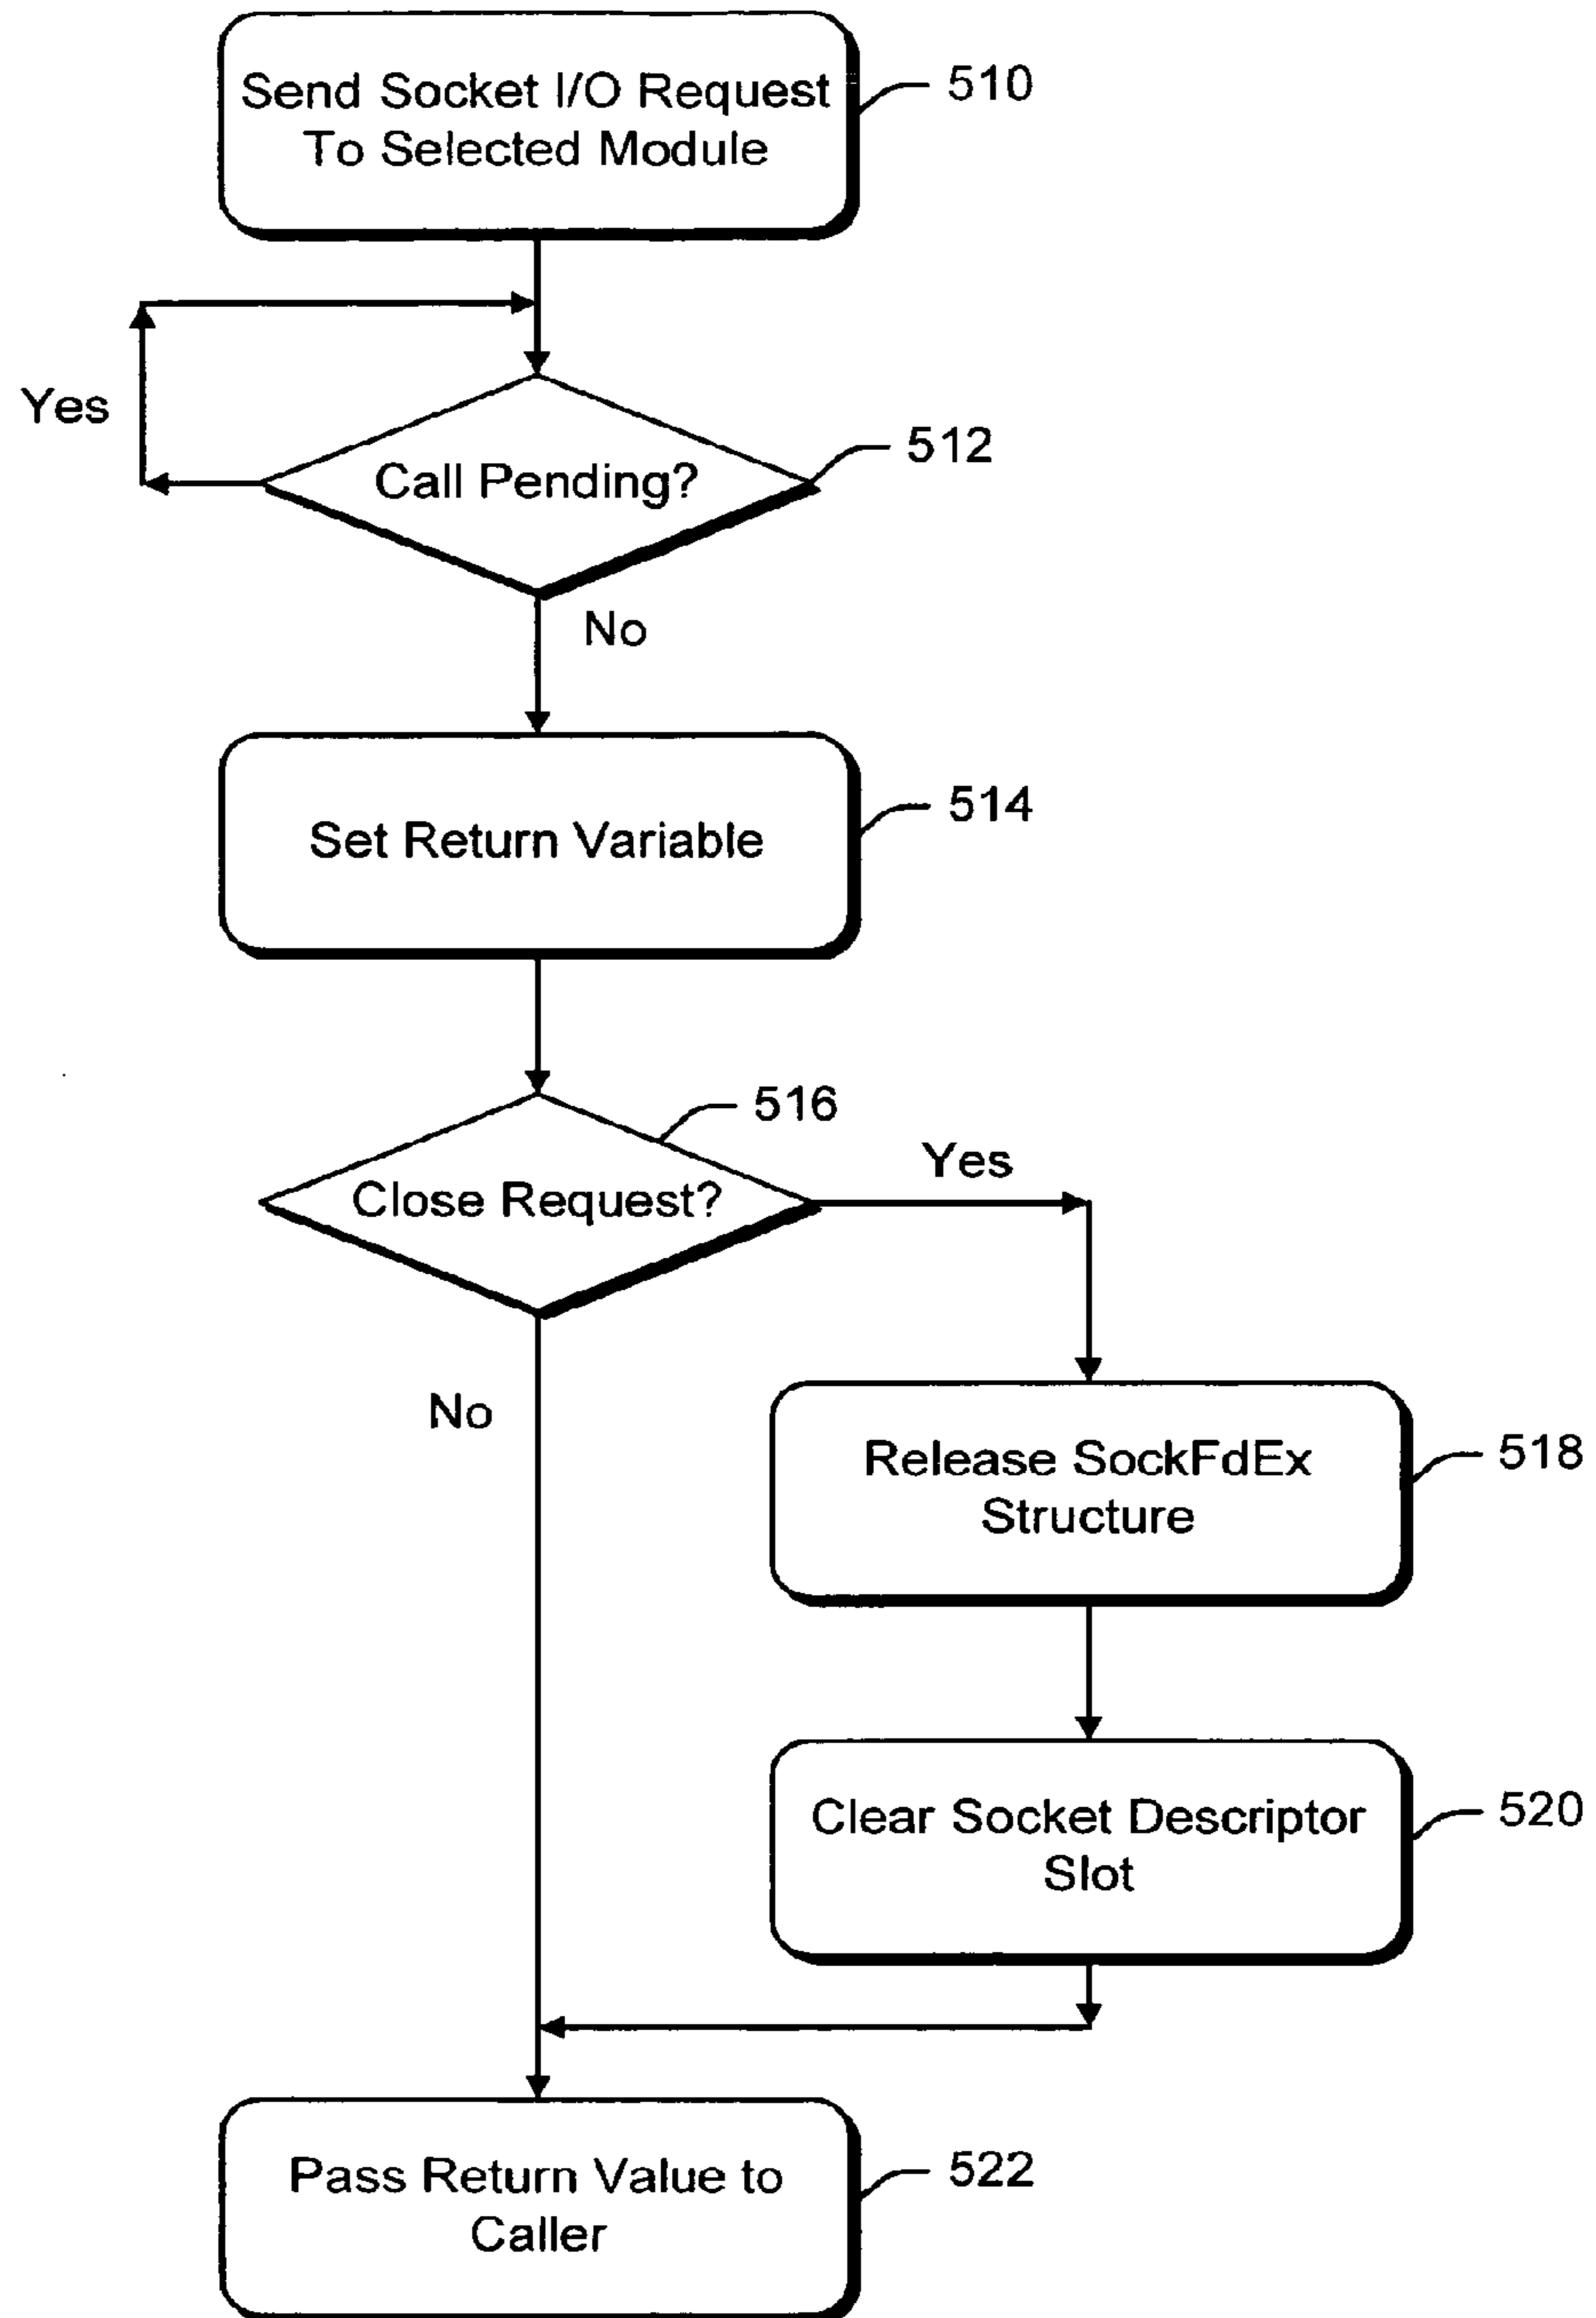 Send Socket I/O Request
To Selected Module
510
Yes
Call Pending?
512
No
Set Return Variable
514
516
Close Request?
Yes
No
Release SockFdEx
Structure
518
Clear Socket Descriptor
Slot
520
Pass Return Value to
Caller
522